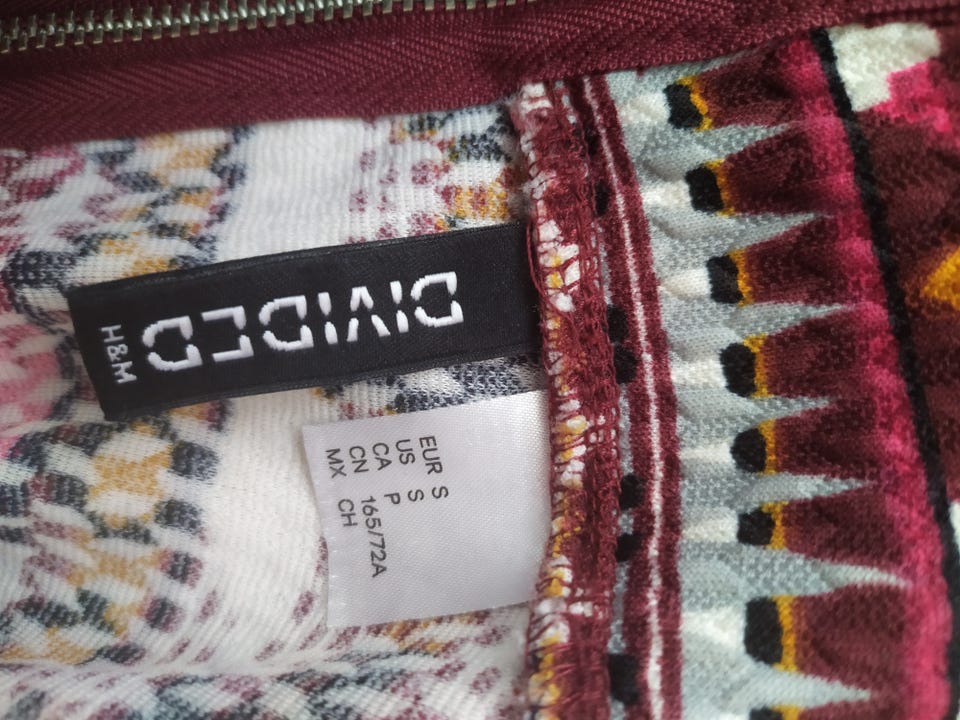 DIVIDED
H&M
EUR S
US S
CA P
CN 165/72A
MX CH